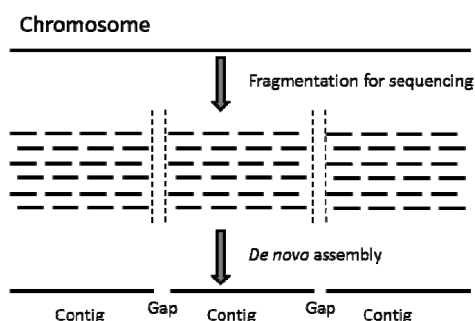 Chromosome
Fragmentation for sequencing
De novo assembly
Contig Gap Contig Gap Contig